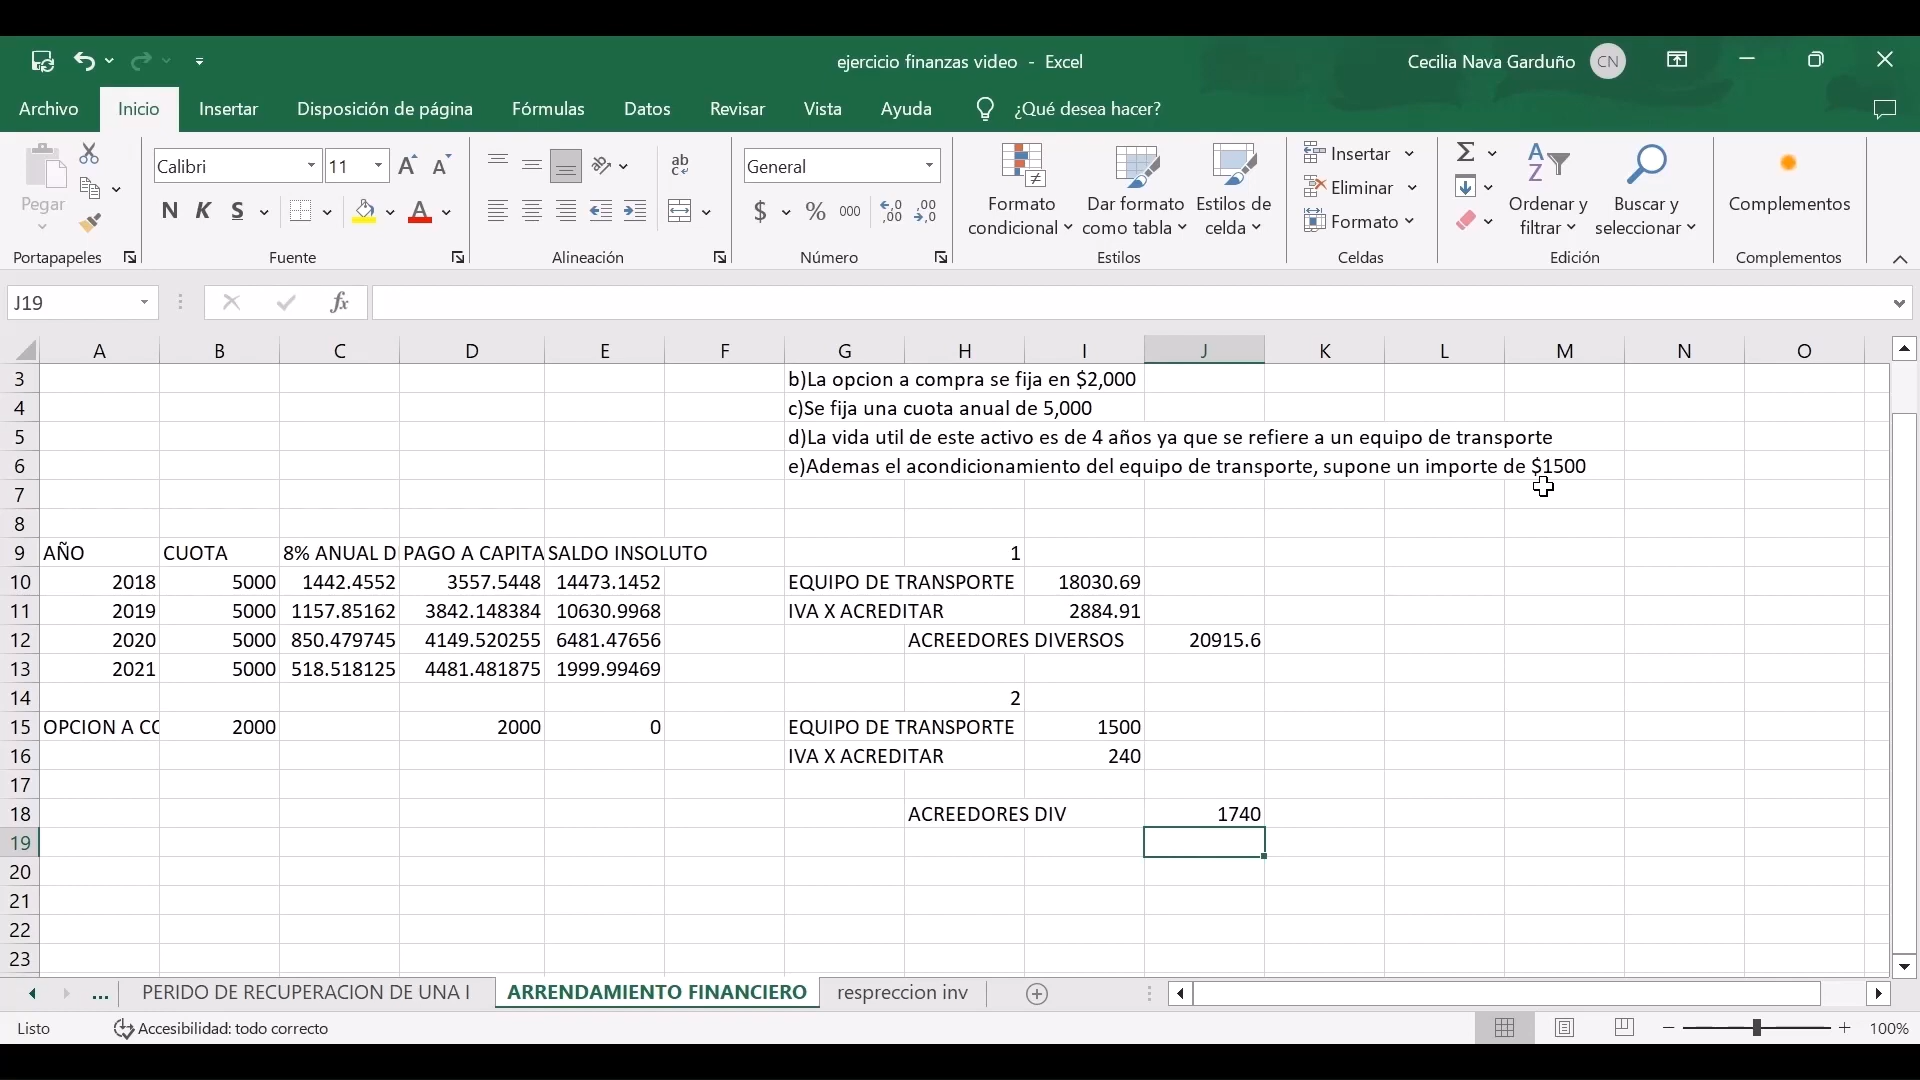 ejercicio finanzas video - Excel
Cecilia Nava Garduño
CN
Archivo
Inicio
Insertar
Disposición de página
Fórmulas
Datos
Revisar
Vista
Ayuda
¿Qué desea hacer?
Pegar
Portapapeles
Calibri
11
N K S
Fuente
ab
Alineación
General
$ % 000
Número
Formato
condicional
Dar formato
como tabla
Estilos de
celda
Estilos
Insertar
Eliminar
Formato
Celdas
Ordenar y
filtrar
Buscar y
seleccionar
Edición
Complementos
Complementos
J19
fx
A B C D E F G H I J K L M N O
3 b)La opcion a compra se fija en $2,000
4 c)Se fija una cuota anual de 5,000
5 d)La vida util de este activo es de 4 años ya que se refiere a un equipo de transporte
6 e)Ademas el acondicionamiento del equipo de transporte, supone un importe de $1500
7
8
9 AÑO CUOTA 8% ANUAL D PAGO A CAPITA SALDO INSOLUTO 1
10 2018 5000 1442.4552 3557.5448 14473.1452 EQUIPO DE TRANSPORTE 18030.69
11 2019 5000 1157.85162 3842.148384 10630.9968 IVA X ACREDITAR 2884.91
12 2020 5000 850.479745 4149.520255 6481.47656 ACREEDORES DIVERSOS 20915.6
13 2021 5000 518.518125 4481.481875 1999.99469
14 2
15 OPCION A CO 2000 2000 0 EQUIPO DE TRANSPORTE 1500
16 IVA X ACREDITAR 240
17
18 ACREEDORES DIV 1740
19
20
21
22
23
... PERIDO DE RECUPERACION DE UNA I
ARRENDAMIENTO FINANCIERO
respreccion inv
Listo
Accesibilidad: todo correcto
100%